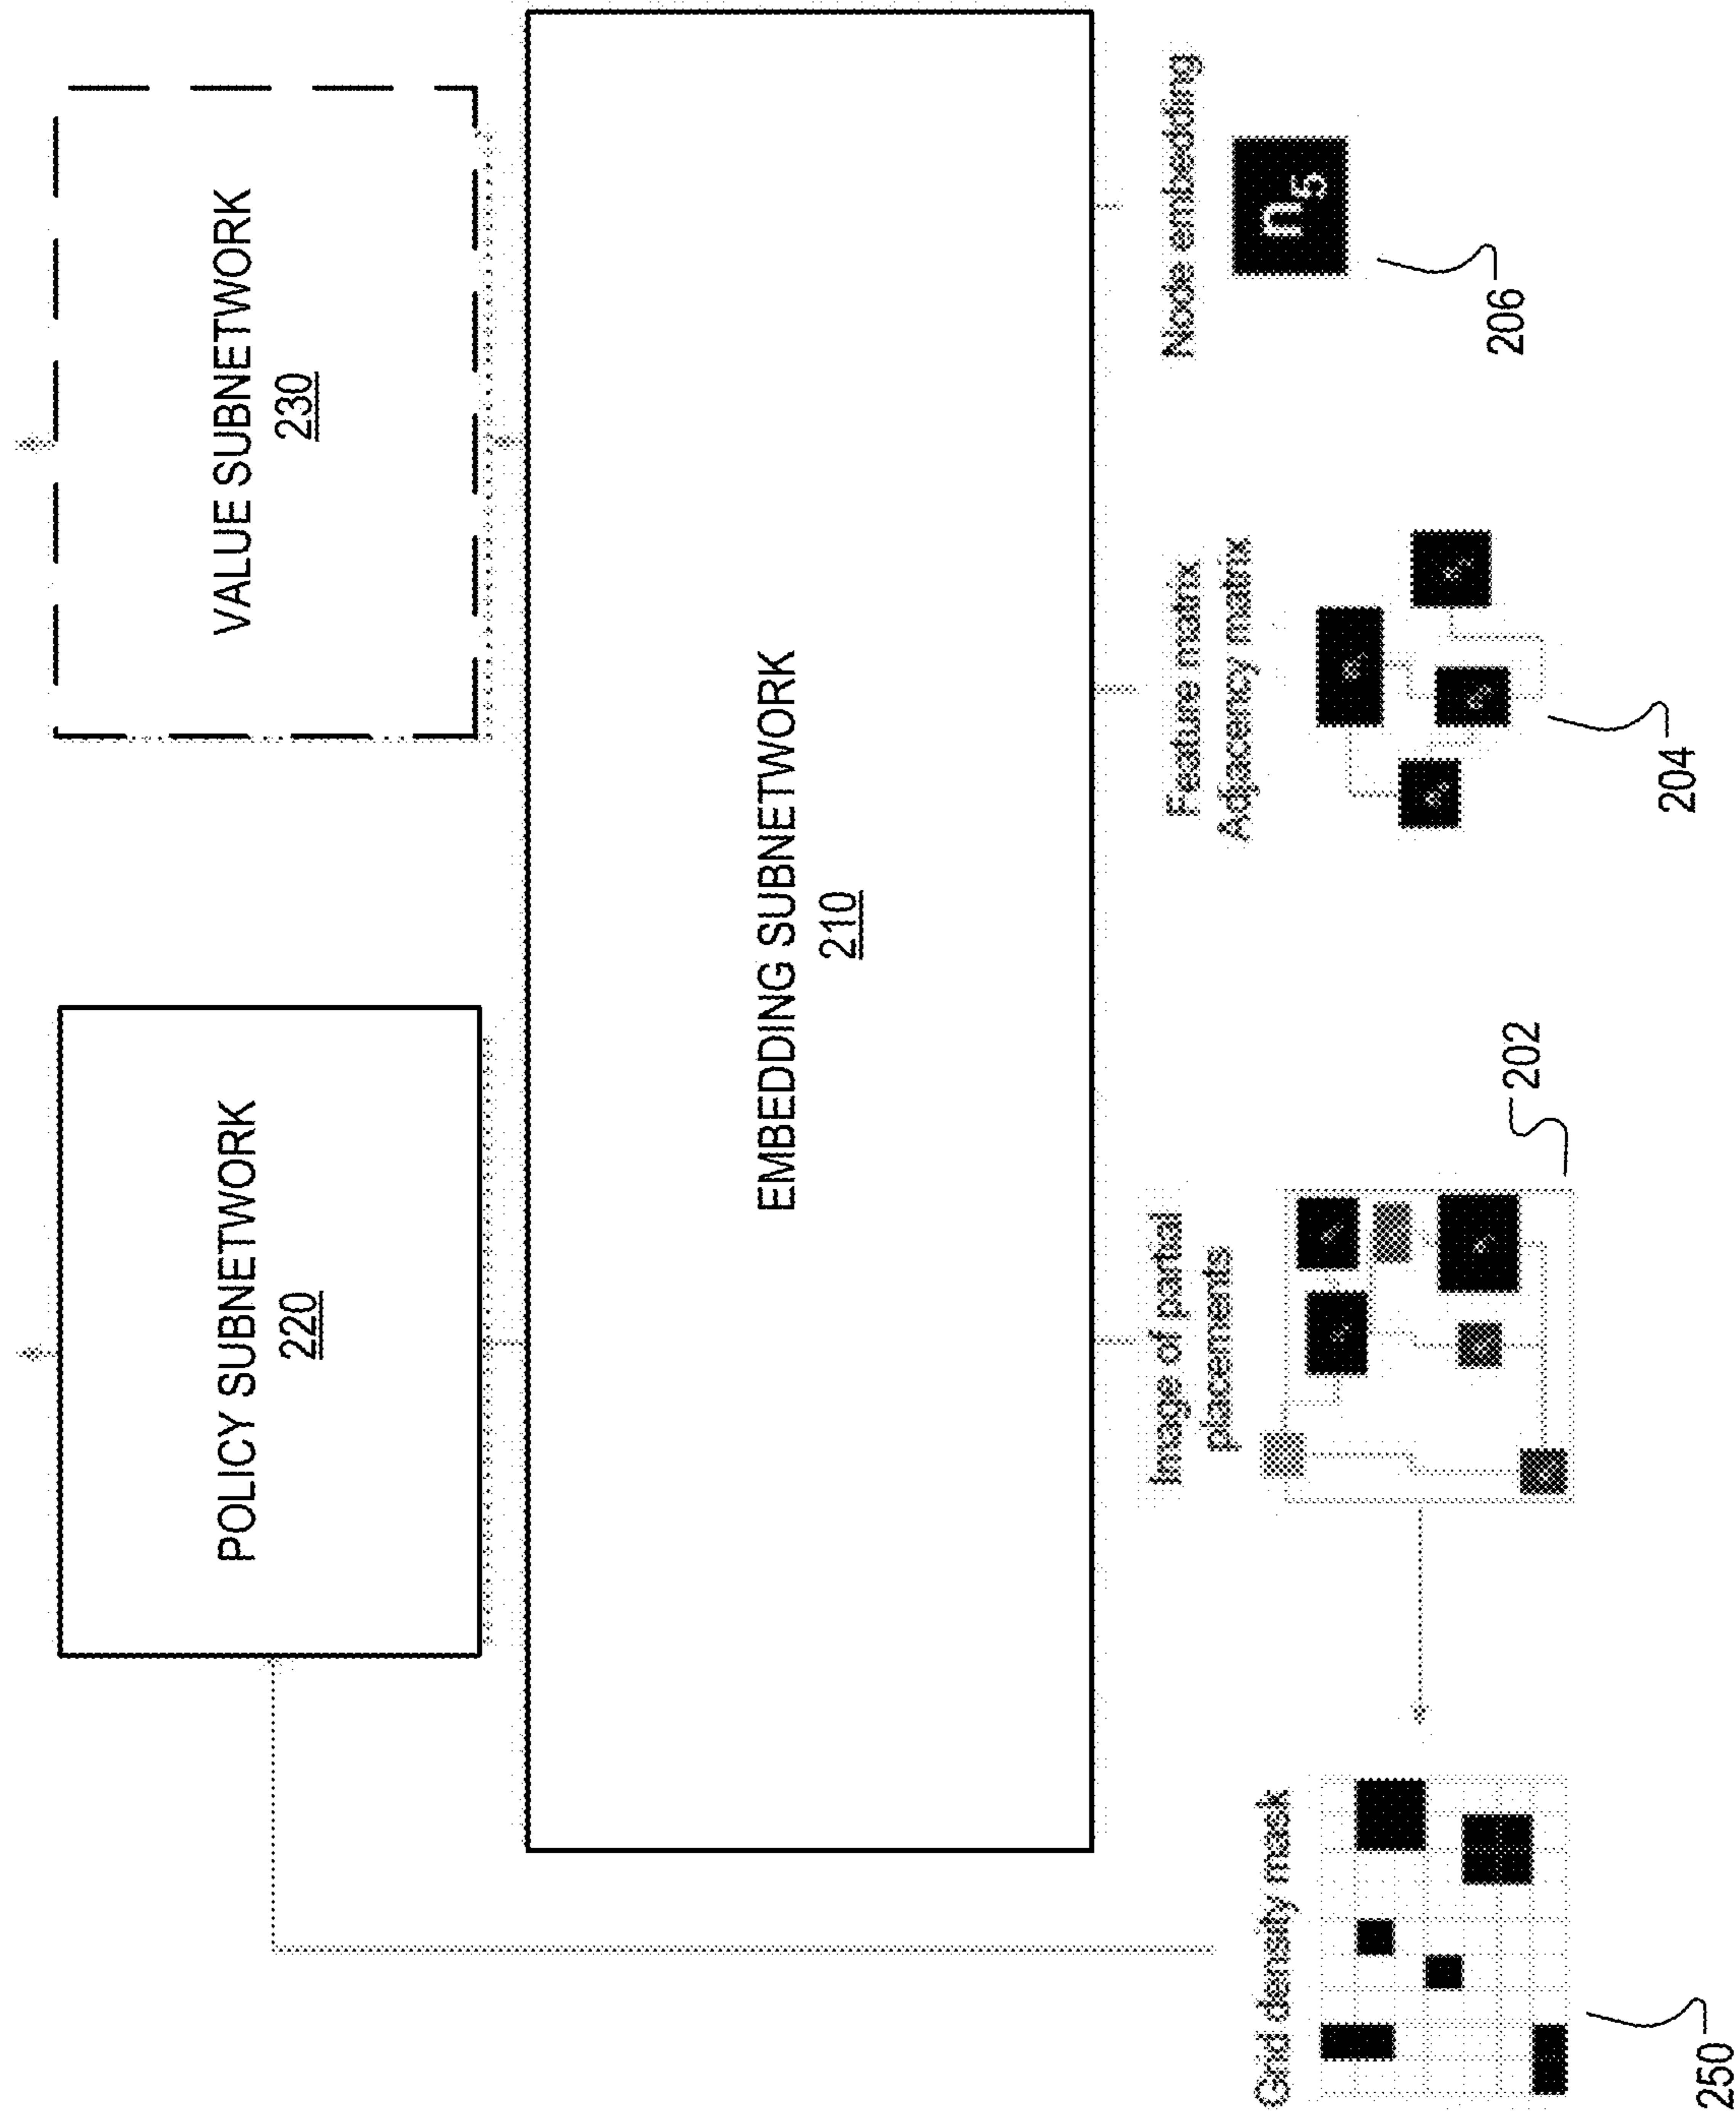 POLICY SUBNETWORK
220
VALUE SUBNETWORK
230
EMBEDDING SUBNETWORK
210
Grid density mask
250
Image of partial
placements
202
Feature matrix
Adjacency matrix
204
Node embedding
n5
206